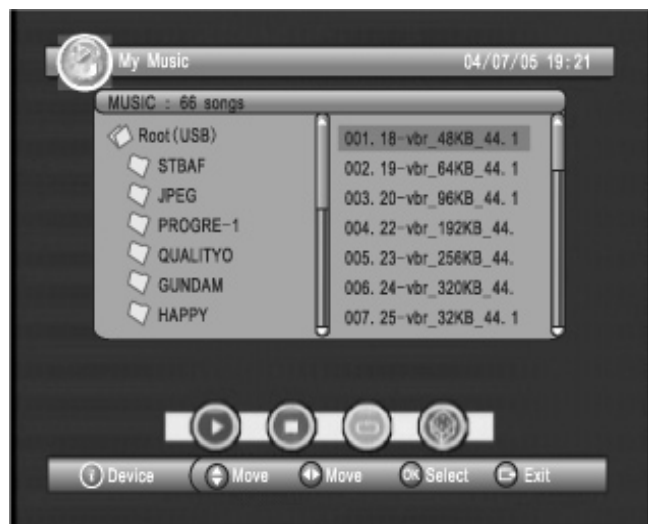 My Music 04/07/05 19:21
MUSIC : 66 songs
Root(USB)
STBAF
JPEG
PROGRE-1
QUALITYO
GUNDAM
HAPPY
001. 18-vbr_48KB_44. 1
002. 19-vbr_64KB_44. 1
003. 20-vbr_96KB_44. 1
004. 22-vbr_192KB_44.
005. 23-vbr_256KB_44.
006. 24-vbr_320KB_44.
007. 25-vbr_32KB_44. 1
i Device Move Move OK Select Exit